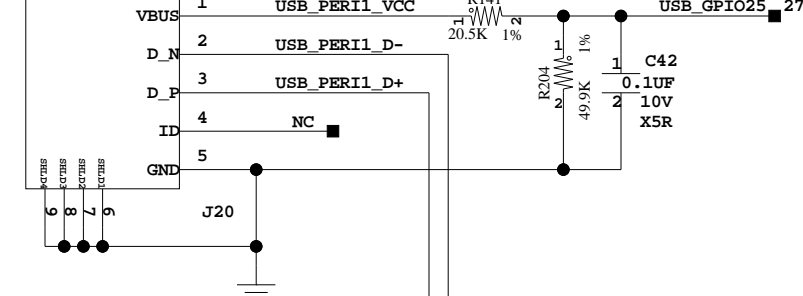 1 USB_PERI1_VCC R141 USB_GPIO25 27
VBUS 1 2
20.5K 1%
2 USB_PERI1_D-
D_N 1 1%
C42
3 USB_PERI1_D+ R204 1 0.1UF
D_P 49.9K 2 10V
2
X5R
4 NC
ID
5
GND
SHLD4 SHLD3 SHLD2 SHLD1
9 8 7 6 J20